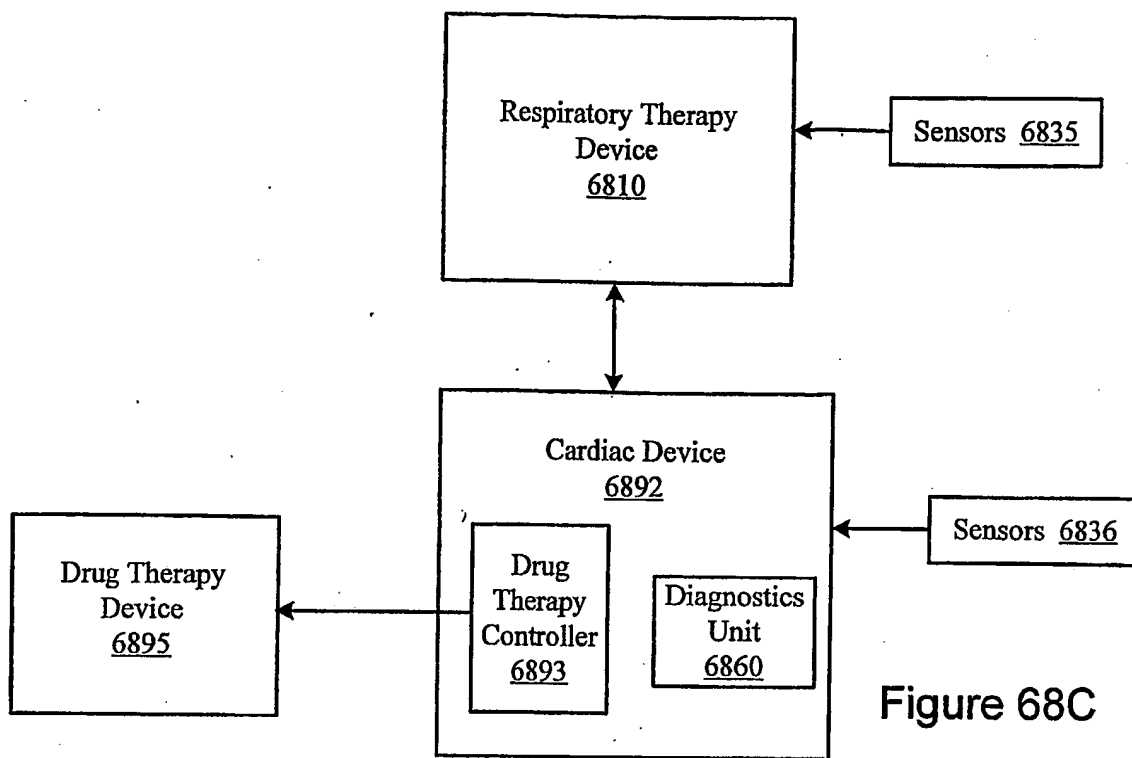 Respiratory Therapy
Device
6810
Sensors 6835
Cardiac Device
6892
Sensors 6836
Drug Therapy
Device
6895
Drug
Therapy
Controller
6893
Diagnostics
Unit
6860
Figure 68C